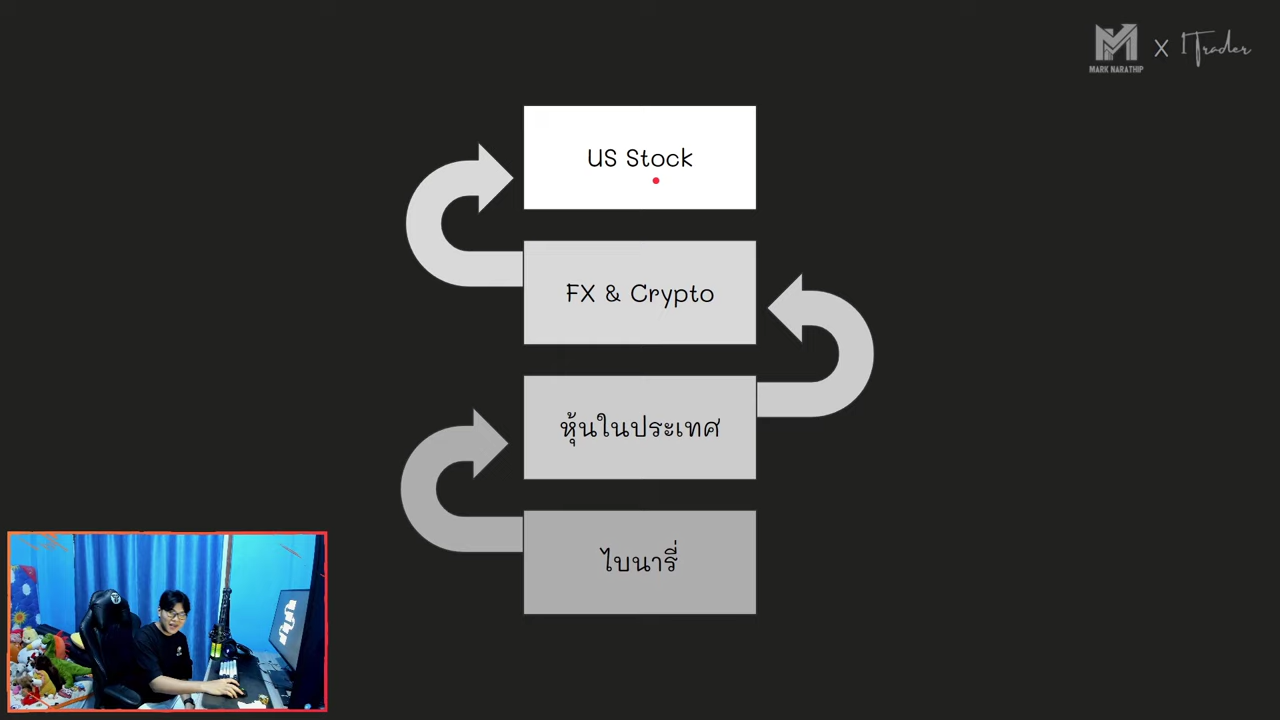 MARK NARATHIP
X
1Trader
US Stock
FX & Crypto
หุ้นในประเทศ
ไบนารี่